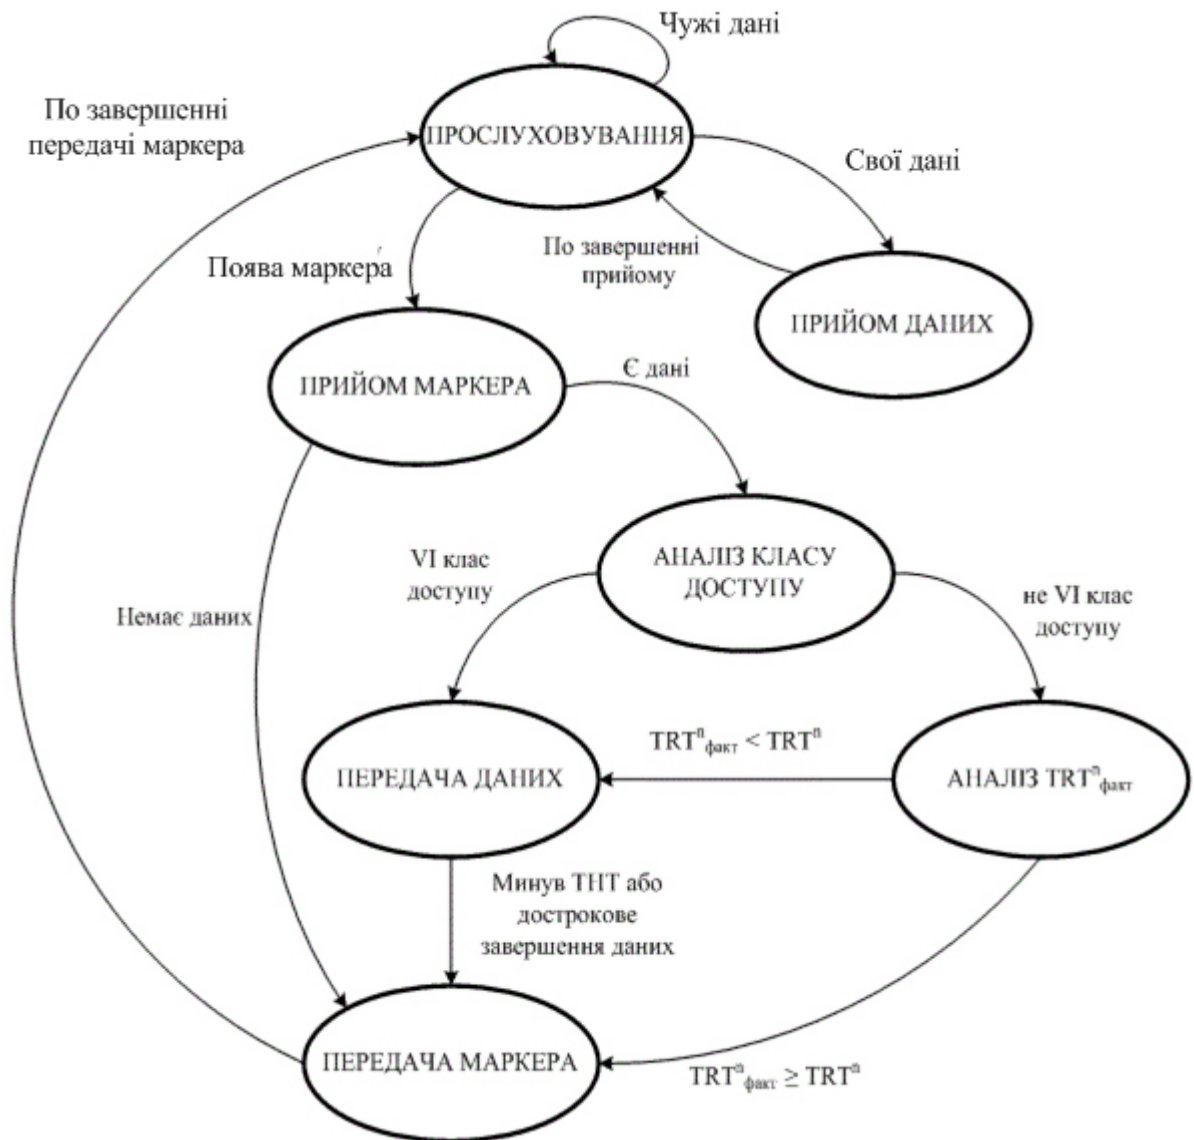 Чужі дані
По завершенні
передачі маркера
ПРОСЛУХОВУВАННЯ
Свої дані
По завершенні
прийому
Поява маркера
ПРИЙОМ ДАНИХ
Є дані
ПРИЙОМ МАРКЕРА
VI клас
доступу
АНАЛІЗ КЛАСУ
ДОСТУПУ
не VI клас
доступу
Немає даних
TRTⁿфакт < TRTⁿ
ПЕРЕДАЧА ДАНИХ
АНАЛІЗ TRTⁿфакт
Минув ТНТ або
дострокове
завершення даних
ПЕРЕДАЧА МАРКЕРА
TRTⁿфакт ≥ TRTⁿ